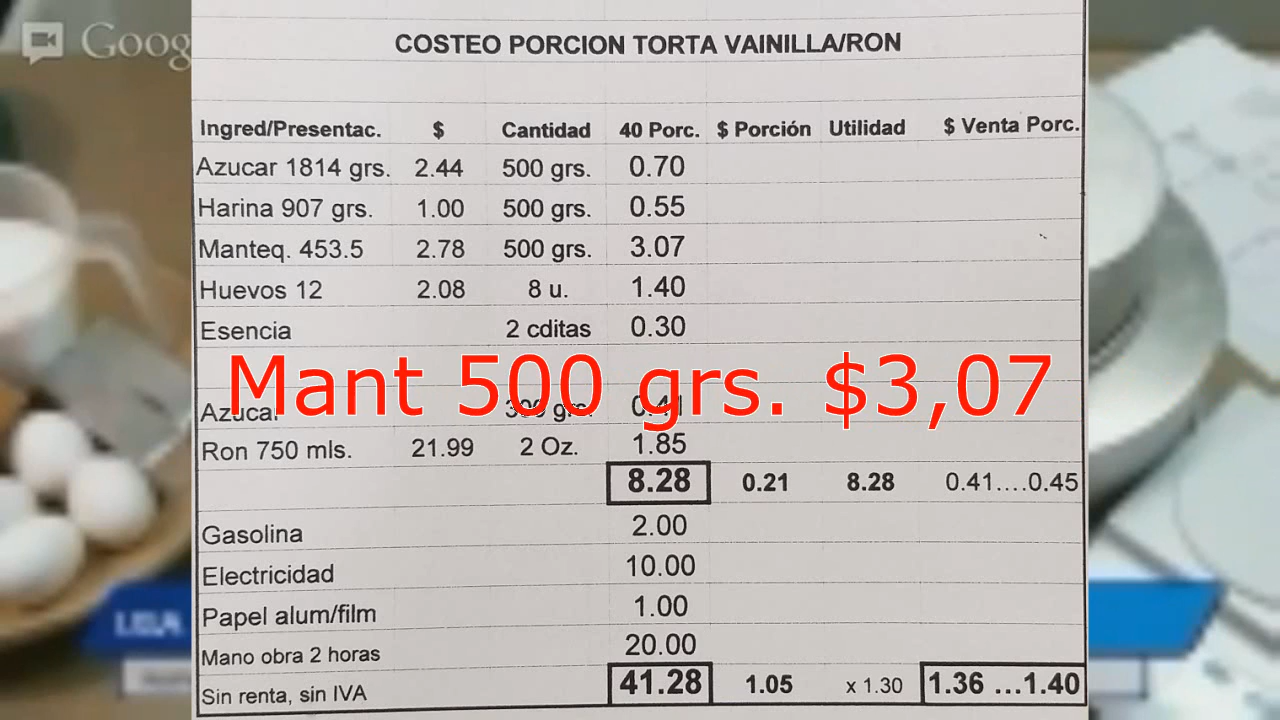 Goog
COSTEO PORCION TORTA VAINILLA/RON
Ingred/Presentac. $ Cantidad 40 Porc. $ Porción Utilidad $ Venta Porc.
Azucar 1814 grs. 2.44 500 grs. 0.70
Harina 907 grs. 1.00 500 grs. 0.55
Manteq. 453.5 2.78 500 grs. 3.07
Huevos 12 2.08 8 u. 1.40
Esencia 2 cditas 0.30
Mant 500 grs. $3,07
Azucar 300 grs. 0.41
Ron 750 mls. 21.99 2 Oz. 1.85
8.28 0.21 8.28 0.41....0.45
Gasolina 2.00
Electricidad 10.00
Papel alum/film 1.00
Mano obra 2 horas 20.00
Sin renta, sin IVA 41.28 1.05 x 1.30 1.36 ...1.40